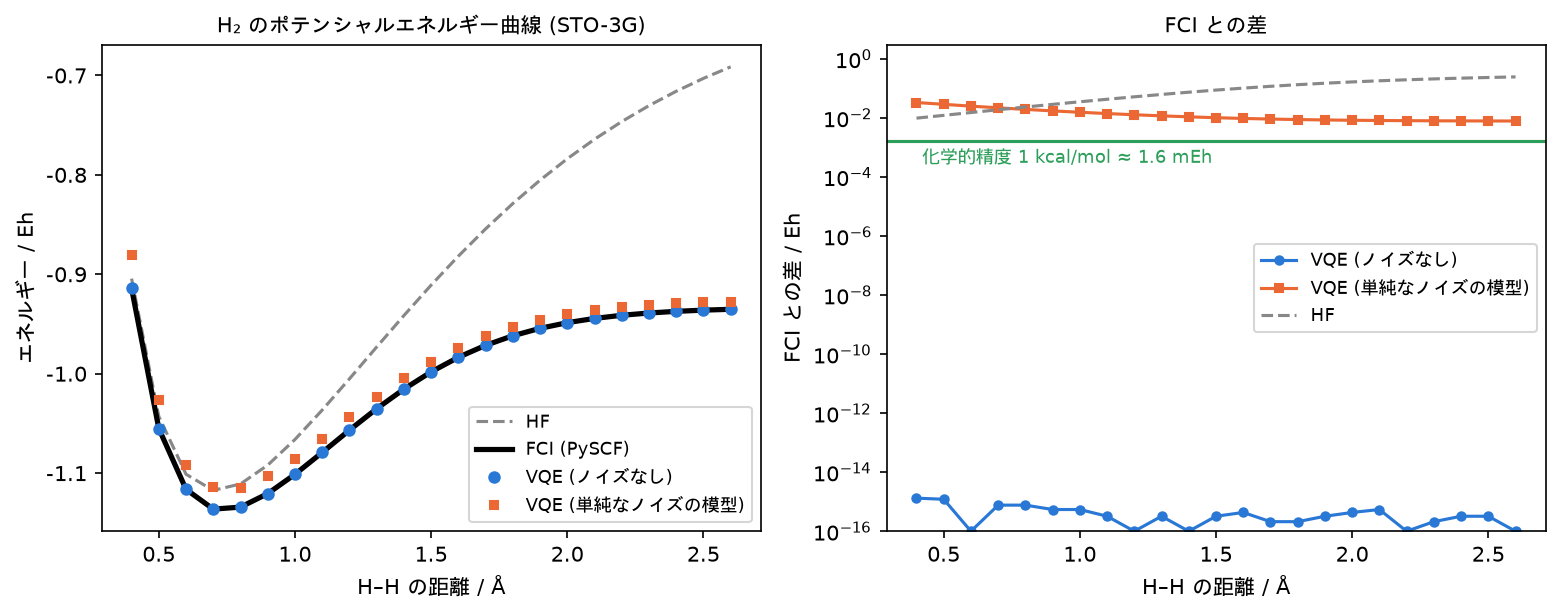 H₂ のポテンシャルエネルギー曲線 (STO-3G)
エネルギー / Eh
-0.7
-0.8
-0.9
-1.0
-1.1
HF
FCI (PySCF)
VQE (ノイズなし)
VQE (単純なノイズの模型)
0.5
1.0
1.5
2.0
2.5
H–H の距離 / Å
FCI との差
FCI との差 / Eh
10⁰
10⁻²
10⁻⁴
10⁻⁶
10⁻⁸
10⁻¹⁰
10⁻¹²
10⁻¹⁴
10⁻¹⁶
化学的精度 1 kcal/mol ≈ 1.6 mEh
VQE (ノイズなし)
VQE (単純なノイズの模型)
HF
0.5
1.0
1.5
2.0
2.5
H–H の距離 / Å